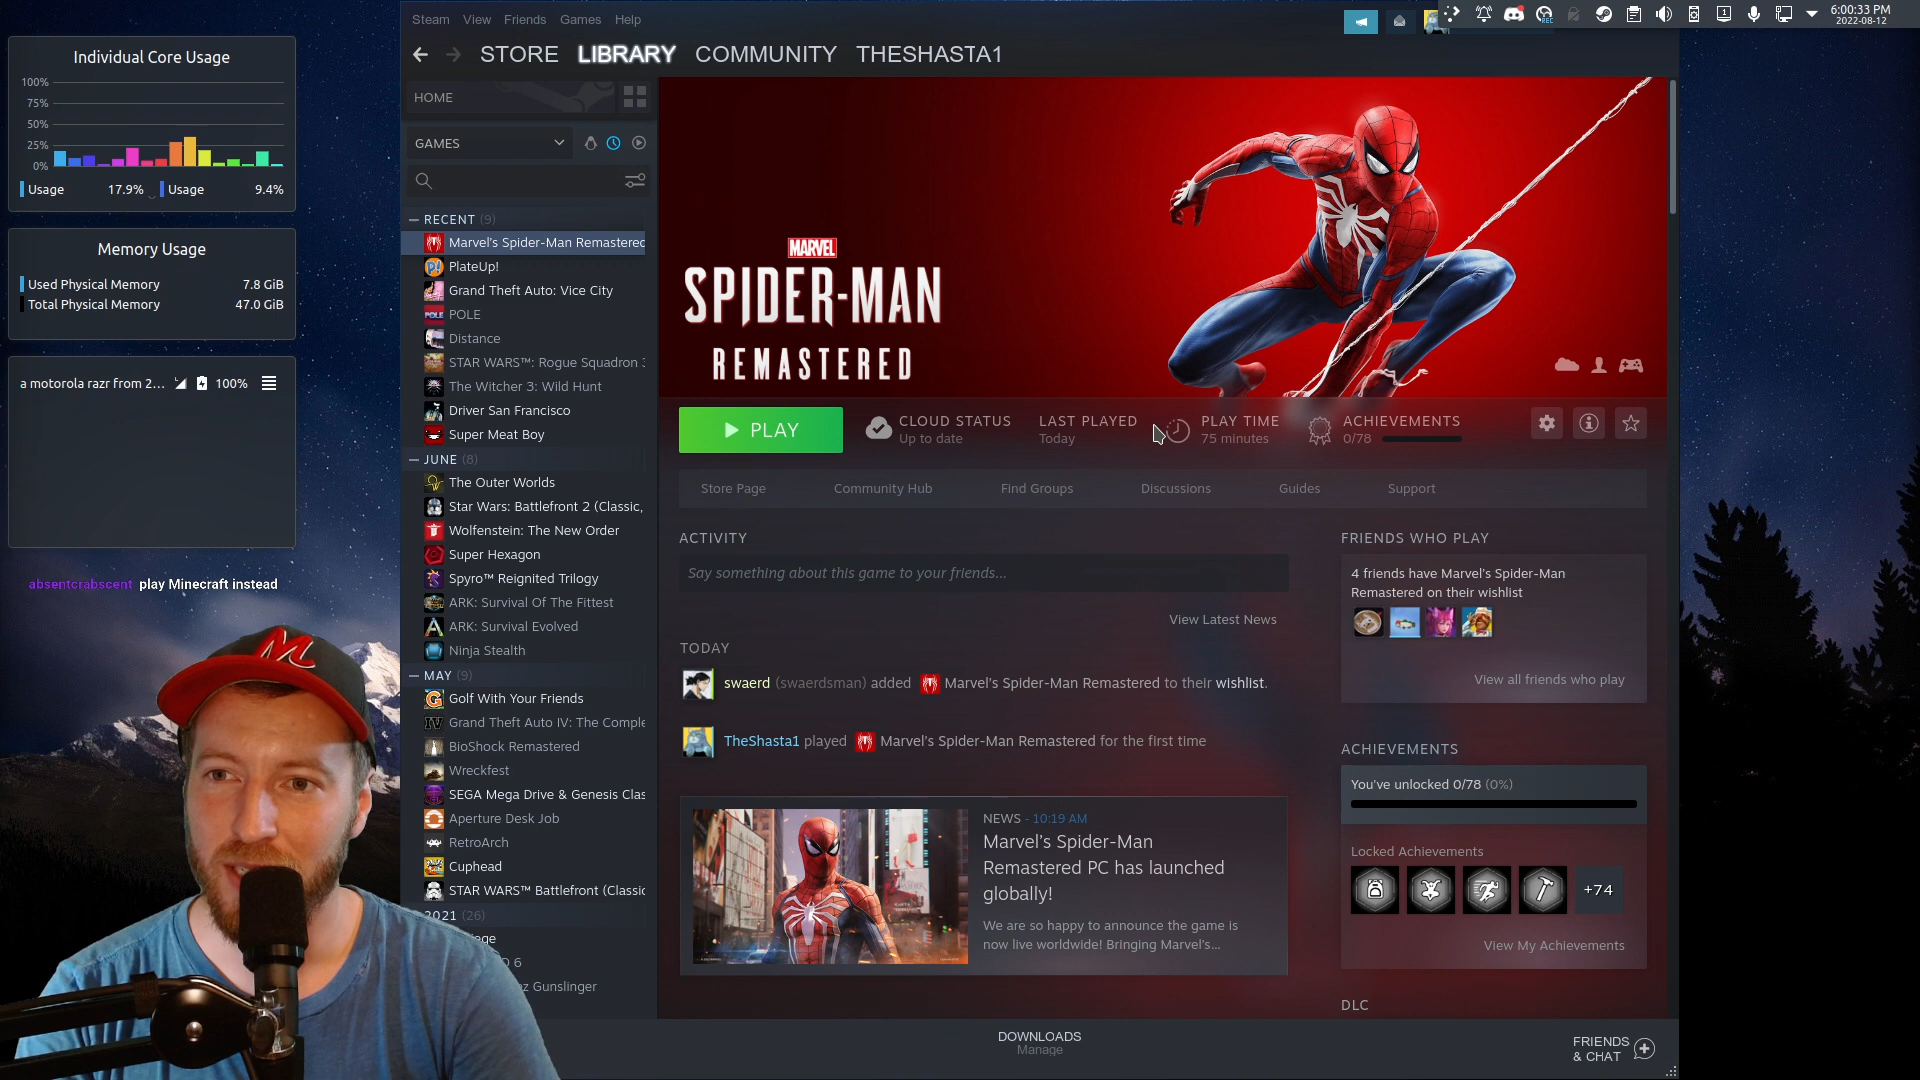 Individual Core Usage
100%
75%
50%
25%
0%
Usage 17.9% Usage 9.4%
Memory Usage
Used Physical Memory 7.8 GiB
Total Physical Memory 47.0 GiB
a motorola razr from 2... 100%
absentcrabscent play Minecraft instead
Steam View Friends Games Help
6:00:33 PM
2022-08-12
STORE LIBRARY COMMUNITY THESHASTA1
HOME
GAMES
— RECENT (9)
Marvel's Spider-Man Remastered
PlateUp!
Grand Theft Auto: Vice City
POLE
Distance
STAR WARS™: Rogue Squadron 3
The Witcher 3: Wild Hunt
Driver San Francisco
Super Meat Boy
— JUNE (8)
The Outer Worlds
Star Wars: Battlefront 2 (Classic,
Wolfenstein: The New Order
Super Hexagon
Spyro™ Reignited Trilogy
ARK: Survival Of The Fittest
ARK: Survival Evolved
Ninja Stealth
— MAY (9)
Golf With Your Friends
Grand Theft Auto IV: The Comple
BioShock Remastered
Wreckfest
SEGA Mega Drive & Genesis Clas
Aperture Desk Job
RetroArch
Cuphead
STAR WARS™ Battlefront (Classic
2021 (26)
ez Gunslinger
MARVEL
SPIDER-MAN
REMASTERED
PLAY
CLOUD STATUS
Up to date
LAST PLAYED
Today
PLAY TIME
75 minutes
ACHIEVEMENTS
0/78
Store Page Community Hub Find Groups Discussions Guides Support
ACTIVITY
Say something about this game to your friends...
View Latest News
TODAY
swaerd (swaerdsman) added Marvel's Spider-Man Remastered to their wishlist.
TheShasta1 played Marvel's Spider-Man Remastered for the first time
NEWS - 10:19 AM
Marvel's Spider-Man
Remastered PC has launched
globally!
We are so happy to announce the game is
now live worldwide! Bringing Marvel's...
FRIENDS WHO PLAY
4 friends have Marvel's Spider-Man
Remastered on their wishlist
View all friends who play
ACHIEVEMENTS
You've unlocked 0/78 (0%)
Locked Achievements
+74
View My Achievements
DLC
DOWNLOADS
Manage
FRIENDS
& CHAT